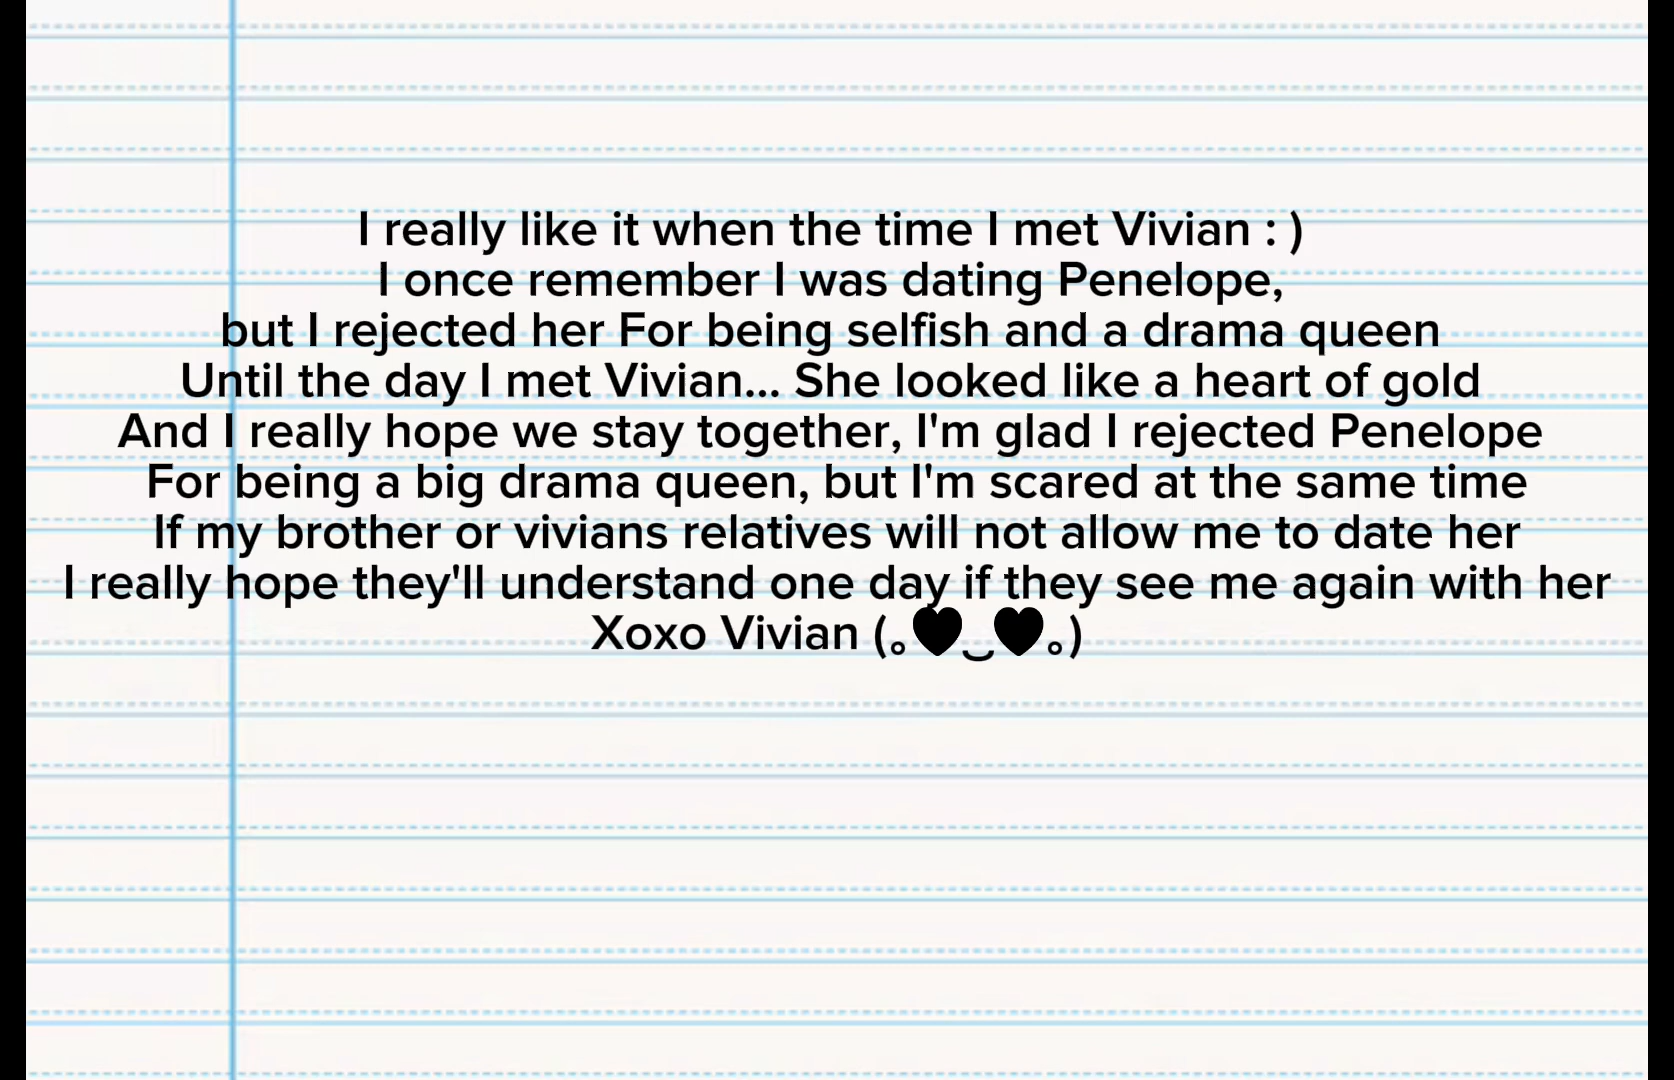 I really like it when the time I met Vivian : )
I once remember I was dating Penelope,
but I rejected her For being selfish and a drama queen
Until the day I met Vivian... She looked like a heart of gold
And I really hope we stay together, I'm glad I rejected Penelope
For being a big drama queen, but I'm scared at the same time
If my brother or vivians relatives will not allow me to date her
I really hope they'll understand one day if they see me again with her
Xoxo Vivian (｡♥‿♥｡)